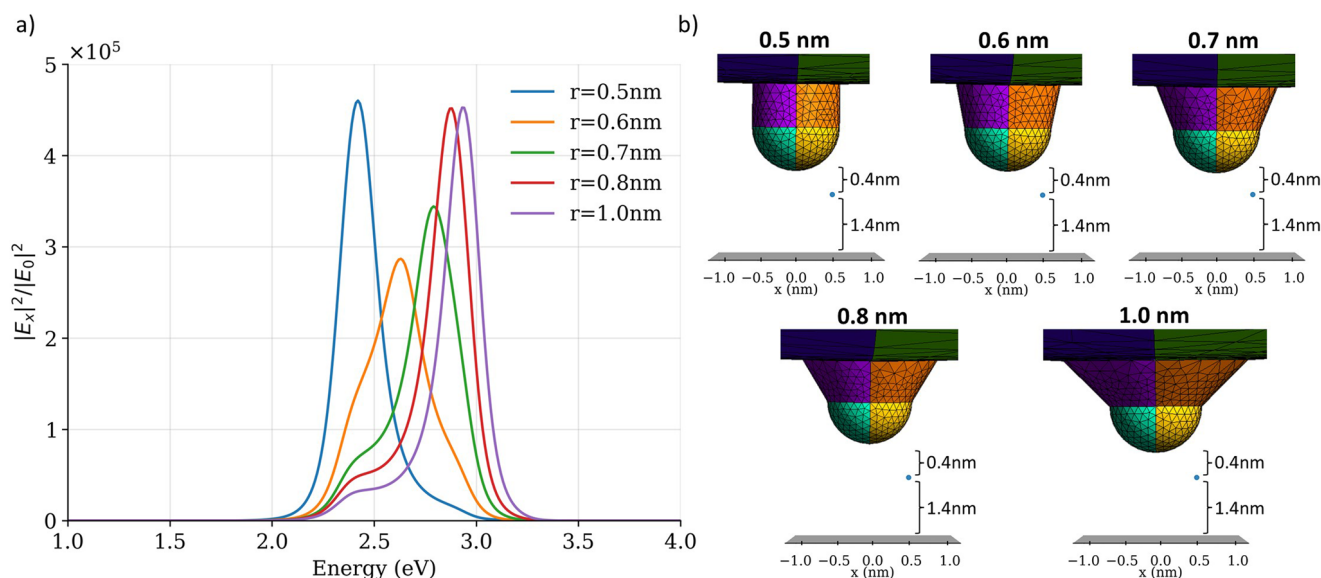 a)
×10⁵
5
4
3
2
1
0
|E_x|²/|E_0|²
1.0 1.5 2.0 2.5 3.0 3.5 4.0
Energy (eV)
r=0.5nm
r=0.6nm
r=0.7nm
r=0.8nm
r=1.0nm
b)
0.5 nm 0.6 nm 0.7 nm
0.4nm 0.4nm 0.4nm
1.4nm 1.4nm 1.4nm
−1.0 −0.5 0.0 0.5 1.0 −1.0 −0.5 0.0 0.5 1.0 −1.0 −0.5 0.0 0.5 1.0
x (nm) x (nm) x (nm)
0.8 nm 1.0 nm
0.4nm 0.4nm
1.4nm 1.4nm
−1.0 −0.5 0.0 0.5 1.0 −1.0 −0.5 0.0 0.5 1.0
x (nm) x (nm)